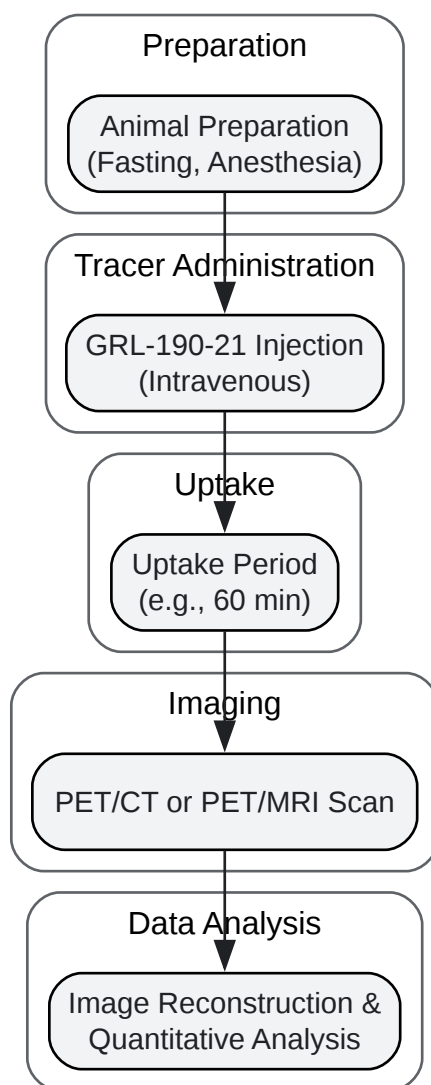 Preparation
Animal Preparation
(Fasting, Anesthesia)
Tracer Administration
GRL-190-21 Injection
(Intravenous)
Uptake
Uptake Period
(e.g., 60 min)
Imaging
PET/CT or PET/MRI Scan
Data Analysis
Image Reconstruction &
Quantitative Analysis